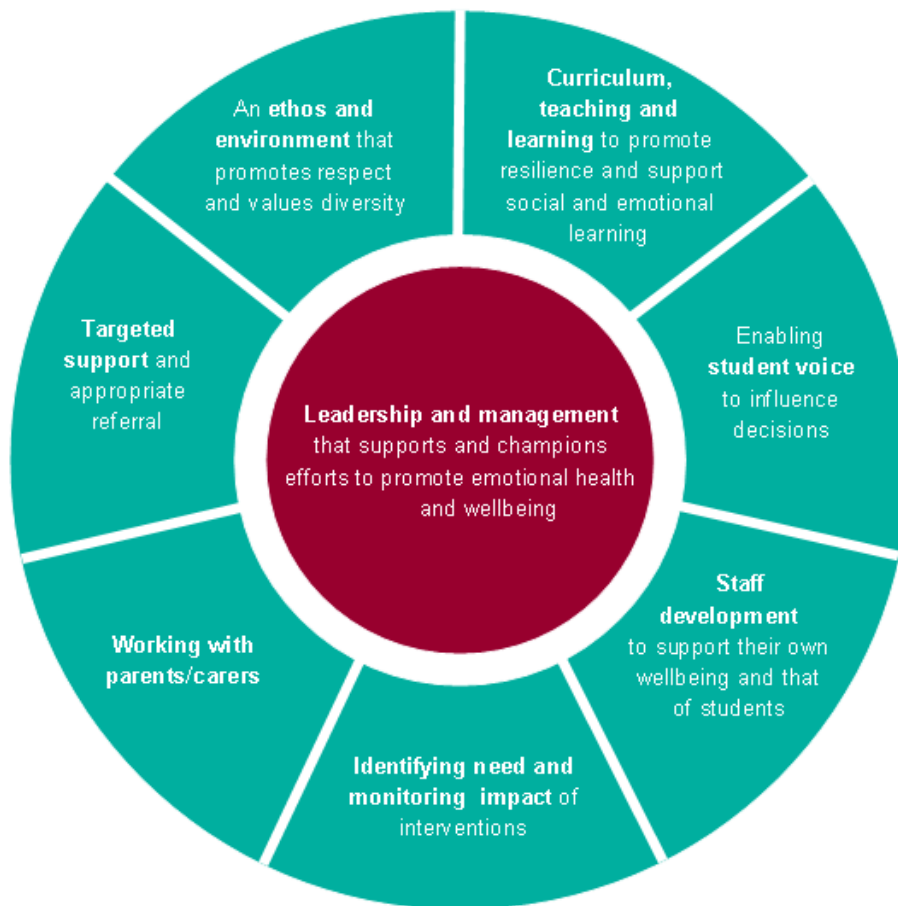 An ethos and
environment that
promotes respect
and values diversity
Curriculum,
teaching and
learning to promote
resilience and support
social and emotional
learning
Enabling
student voice
to influence
decisions
Staff
development
to support their own
wellbeing and that
of students
Identifying need and
monitoring impact of
interventions
Working with
parents/carers
Targeted
support and
appropriate
referral
Leadership and management
that supports and champions
efforts to promote emotional health
and wellbeing